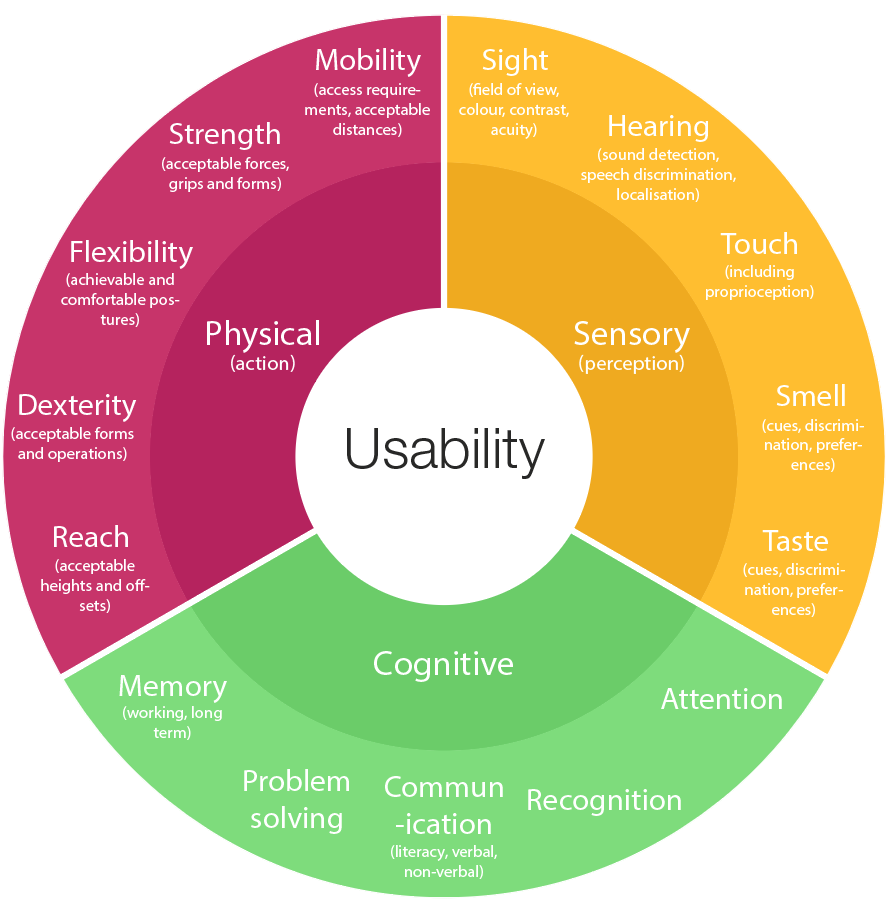 Usability
Physical
(action)
Mobility
(access require-
ments, acceptable
distances)
Strength
(acceptable forces,
grips and forms)
Flexibility
(achievable and
comfortable pos-
tures)
Dexterity
(acceptable forms
and operations)
Reach
(acceptable
heights and off-
sets)
Sensory
(perception)
Sight
(field of view,
colour, contrast,
acuity)
Hearing
(sound detection,
speech discrimination,
localisation)
Touch
(including
proprioception)
Smell
(cues, discrimi-
nation, prefer-
ences)
Taste
(cues, discrimi-
nation, prefer-
ences)
Cognitive
Memory
(working, long
term)
Problem
solving
Commun
-ication
(literacy, verbal,
non-verbal)
Recognition
Attention